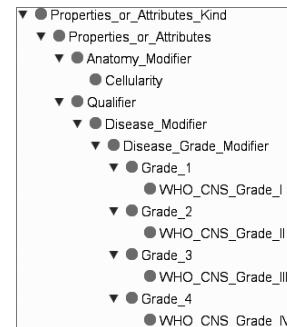 Properties_or_Attributes_Kind
Properties_or_Attributes
Anatomy_Modifier
Cellularity
Qualifier
Disease_Modifier
Disease_Grade_Modifier
Grade_1
WHO_CNS_Grade_I
Grade_2
WHO_CNS_Grade_II
Grade_3
WHO_CNS_Grade_III
Grade_4
WHO_CNS_Grade_IV